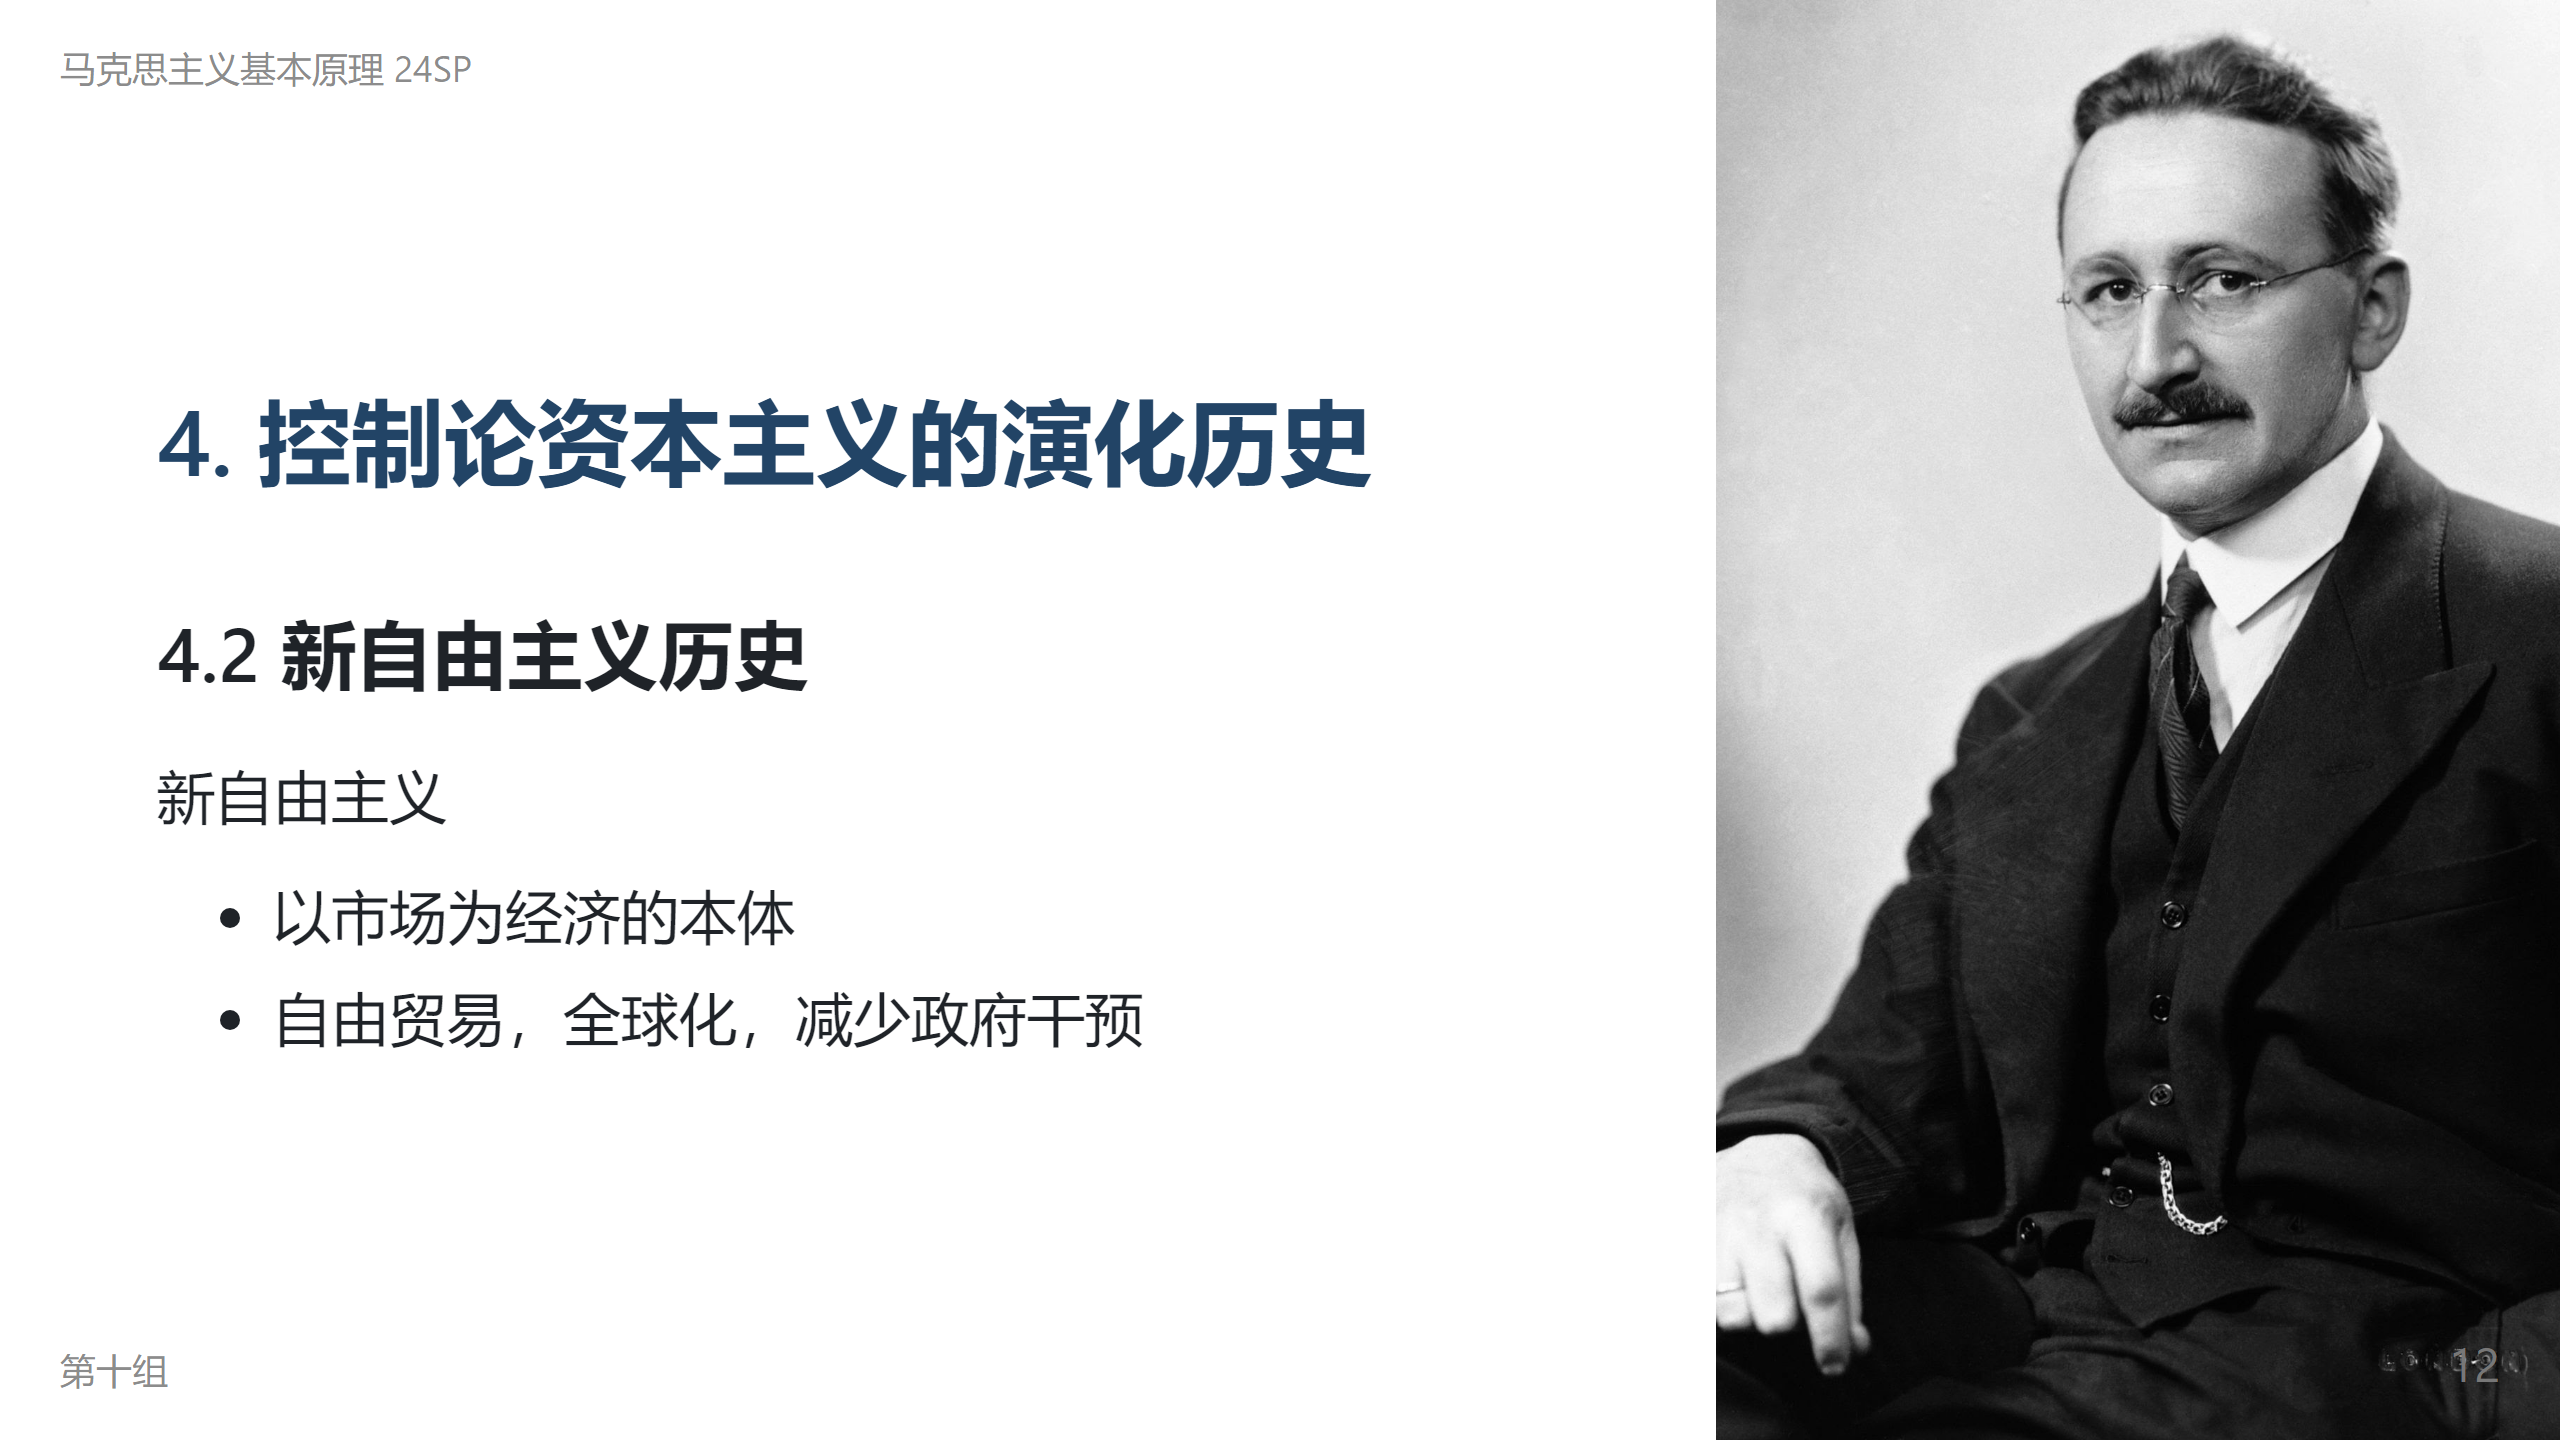 马克思主义基本原理 24SP
4. 控制论资本主义的演化历史
4.2 新自由主义历史
新自由主义
• 以市场为经济的本体
• 自由贸易，全球化，减少政府干预
第十组
12